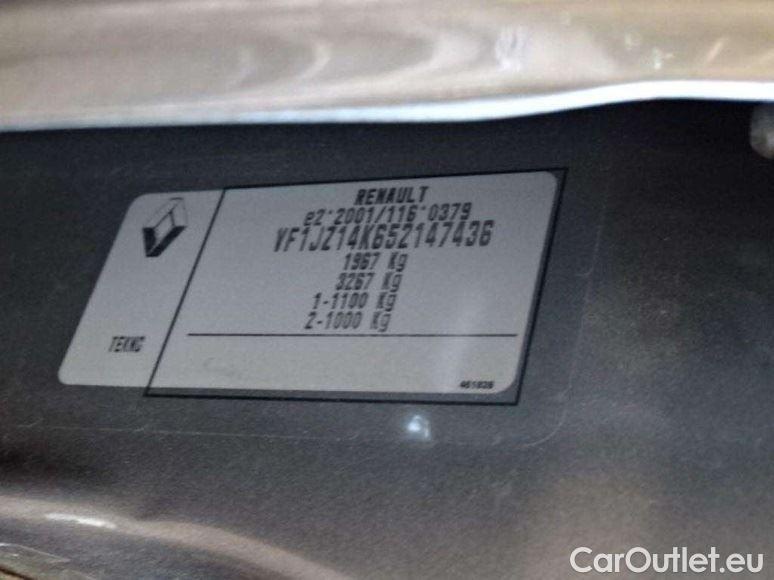 RENAULT
e2*2001/116*0379
VF1JZ14K652147436
1967 Kg
3267 Kg
1-1100 Kg
2-1000 Kg
TEKNG
461826
CarOutlet.eu